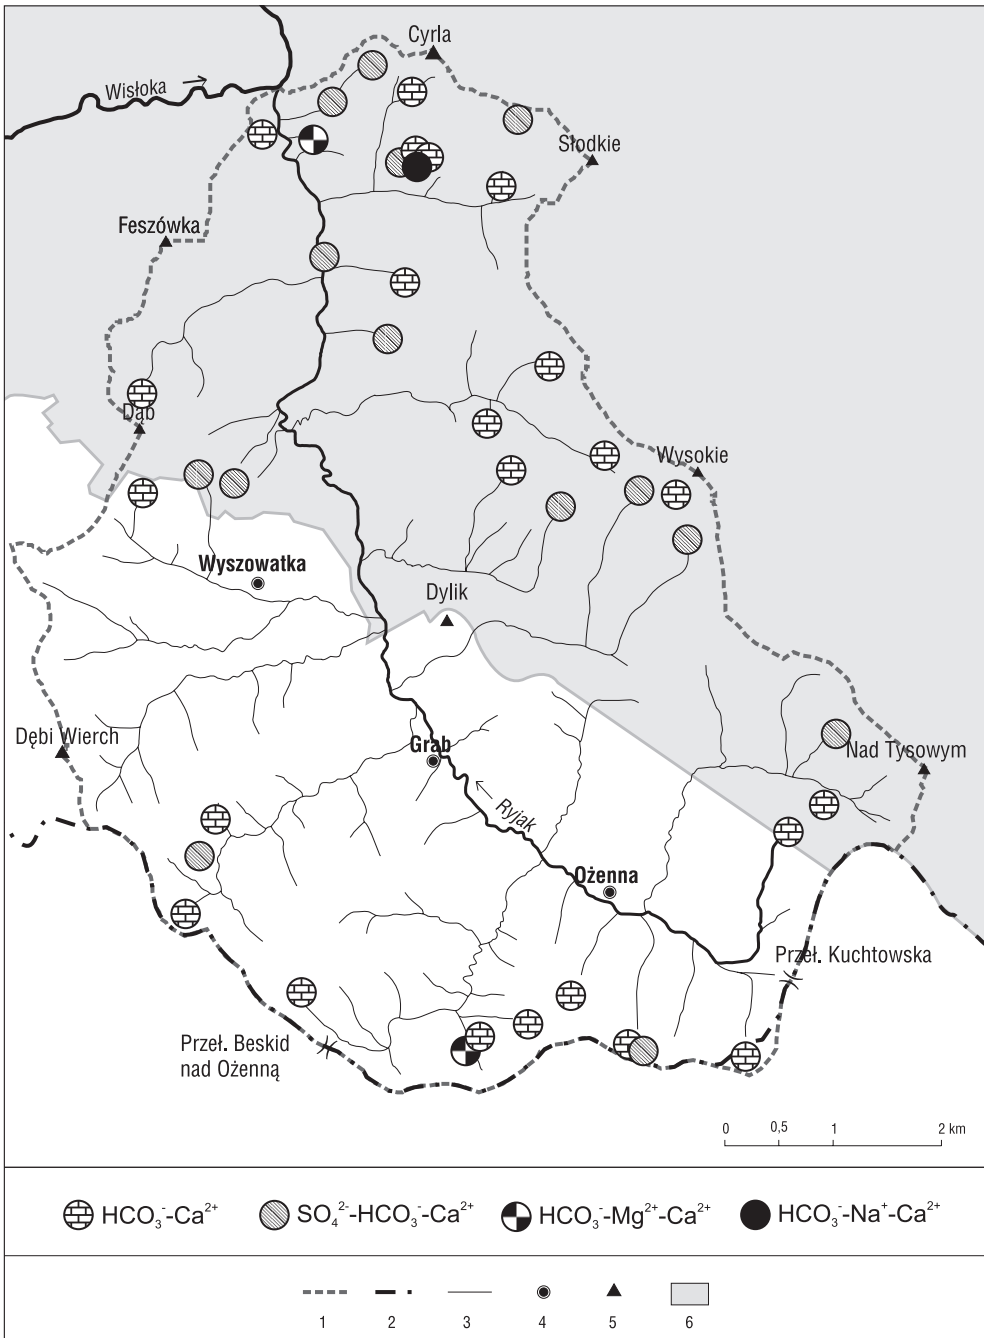 Cyrla
Wisłoka
Słodkie
Feszówka
Dąb
Wysokie
Wyszowatka
Dylik
Dębi Wierch
Grab
Nad Tysowym
Ryjak
Ożenna
Przeł. Kuchtowska
Przeł. Beskid
nad Ożenną
0 0,5 1 2 km
HCO₃⁻-Ca²⁺ SO₄²⁻-HCO₃⁻-Ca²⁺ HCO₃⁻-Mg²⁺-Ca²⁺ HCO₃⁻-Na⁺-Ca²⁺
1 2 3 4 5 6